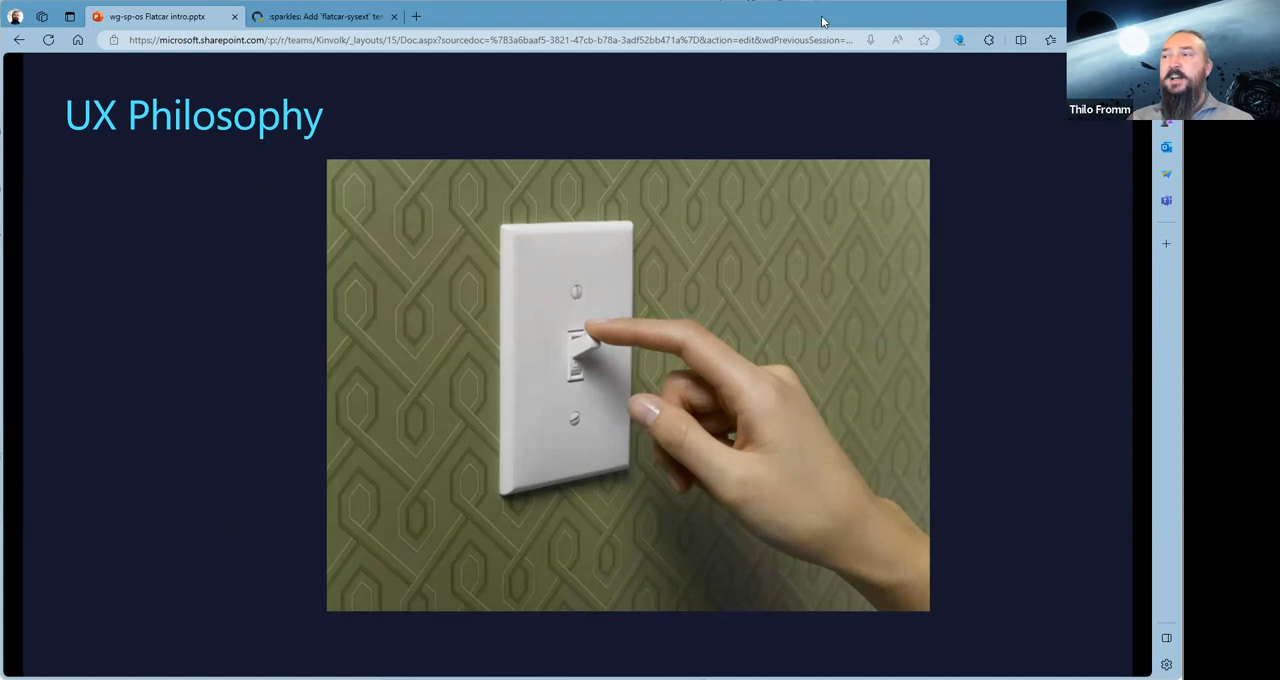 wg-sp-os Flatcar intro.pptx
:sparkles: Add `flatcar-sysext` te
https://microsoft.sharepoint.com/:p:/r/teams/Kinvolk/_layouts/15/Doc.aspx?sourcedoc=%7B3a6baaf5-3821-47cb-b78a-3adf52bb471a%7D&action=edit&wdPreviousSession=...
Thilo Fromm
UX Philosophy